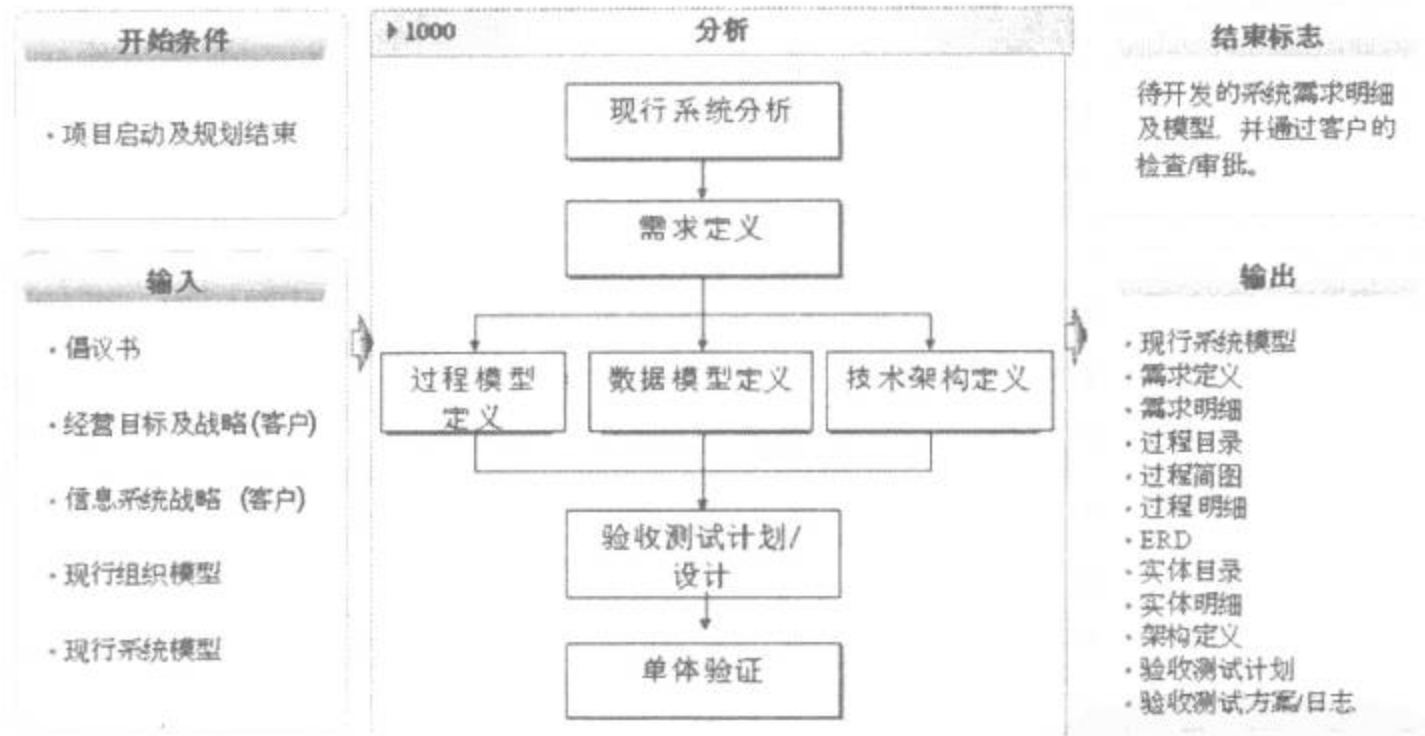 开始条件
·项目启动及规划结束
输入
·倡议书
·经营目标及战略(客户)
·信息系统战略 (客户)
·现行组织模型
·现行系统模型
▶1000
分析
现行系统分析
需求定义
过程模型
定义
数据模型定义
技术架构定义
验收测试计划/
设计
单体验证
结束标志
待开发的系统需求明细
及模型, 并通过客户的
检查/审批。
输出
·现行系统模型
·需求定义
·需求明细
·过程目录
·过程简图
·过程明细
·ERD
·实体目录
·实体明细
·架构定义
·验收测试计划
·验收测试方案/日志